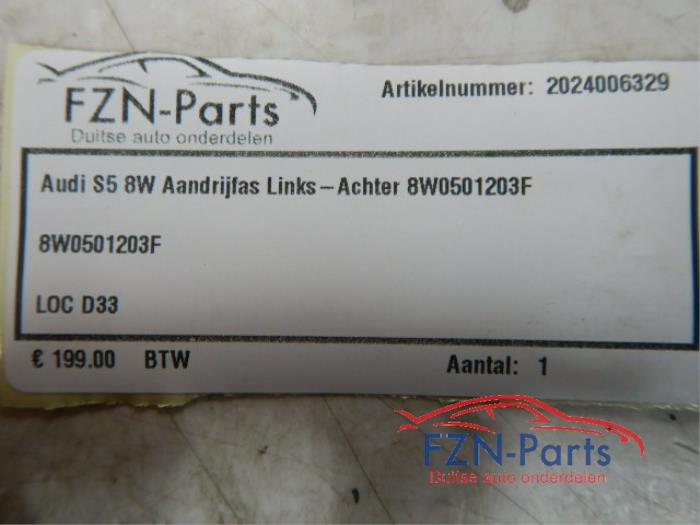 FZN-Parts
Duitse auto onderdelen
Artikelnummer: 2024006329
Audi S5 8W Aandrijfas Links-Achter 8W0501203F
8W0501203F
LOC D33
€ 199.00 BTW
Aantal: 1
FZN-Parts
Duitse auto onderdelen